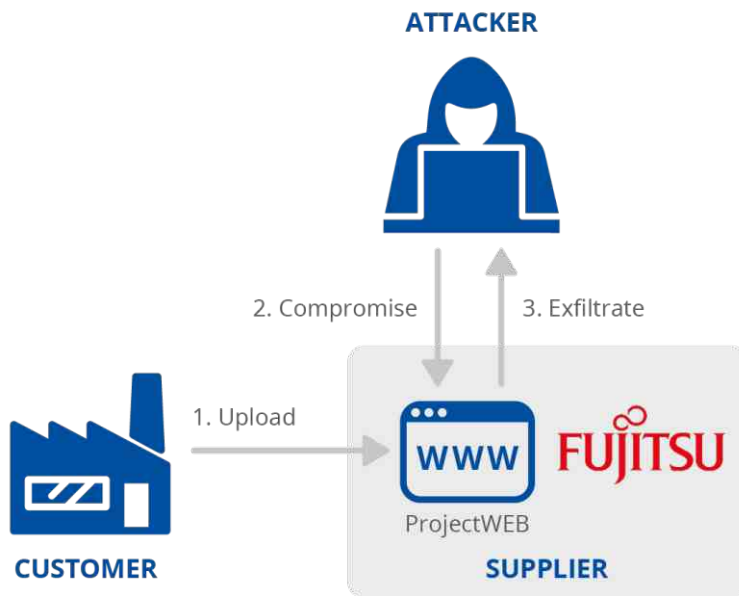 ATTACKER
2. Compromise
3. Exfiltrate
1. Upload
WWW
FUJITSU
ProjectWEB
CUSTOMER
SUPPLIER